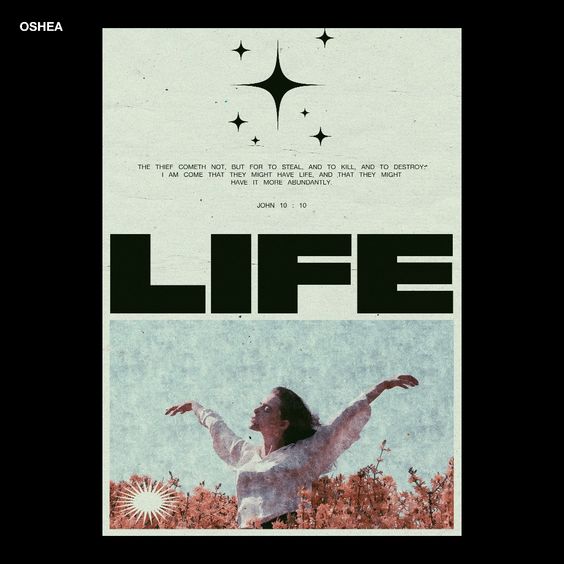 OSHEA
THE THIEF COMETH NOT, BUT FOR TO STEAL, AND TO KILL, AND TO DESTROY:*
I AM COME THAT THEY MIGHT HAVE LIFE, AND THAT THEY MIGHT
HAVE IT MORE ABUNDANTLY.
JOHN 10 : 10
LIFE